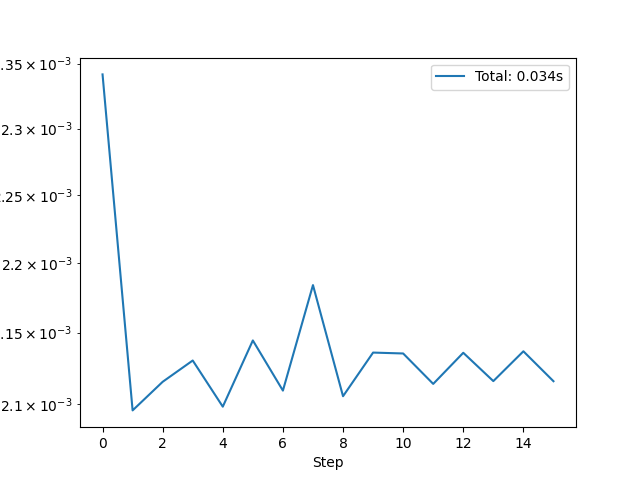 .35 × 10⁻³
2.3 × 10⁻³
2.25 × 10⁻³
2.2 × 10⁻³
.15 × 10⁻³
2.1 × 10⁻³
Total: 0.034s
0 2 4 6 8 10 12 14
Step